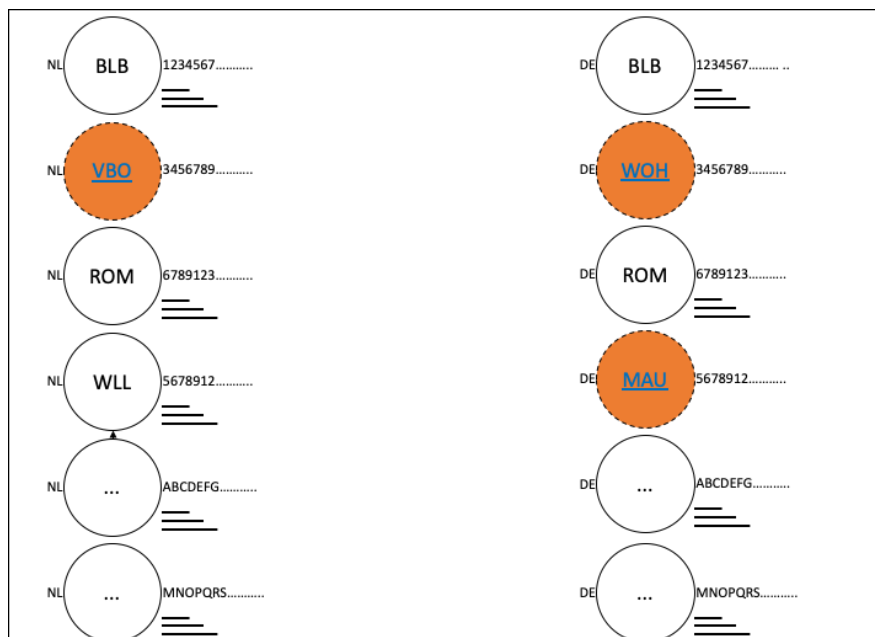 NL BLB 1234567...........
NL VBO 3456789...........
NL ROM 6789123...........
NL WLL 5678912...........
NL ... ABCDEFG...........
NL ... MNOPQRS...........
DE BLB 1234567......... ..
DE WOH 3456789...........
DE ROM 6789123...........
DE MAU 5678912...........
DE ... ABCDEFG...........
DE ... MNOPQRS...........